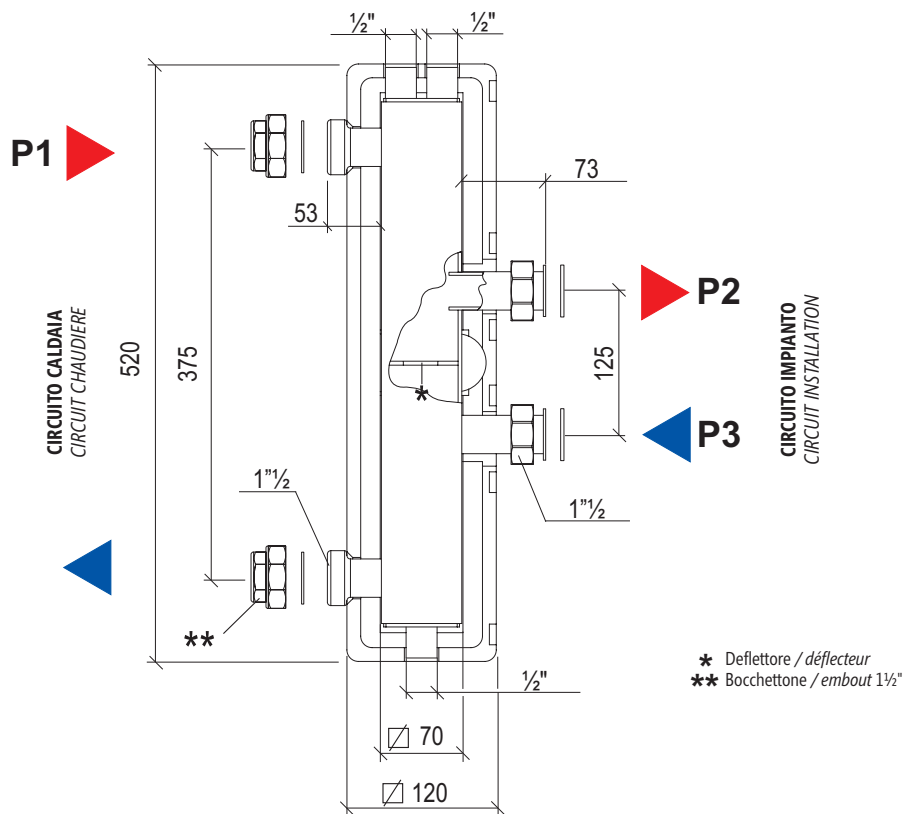 ½" ½"
P1
73
53
P2
CIRCUITO CALDAIA
CIRCUIT CHAUDIERE
520
375
125
CIRCUITO IMPIANTO
CIRCUIT INSTALLATION
*
P3
1”½
1”½
**
* Deflettore / déflecteur
** Bocchettone / embout 1½"
½"
70
120